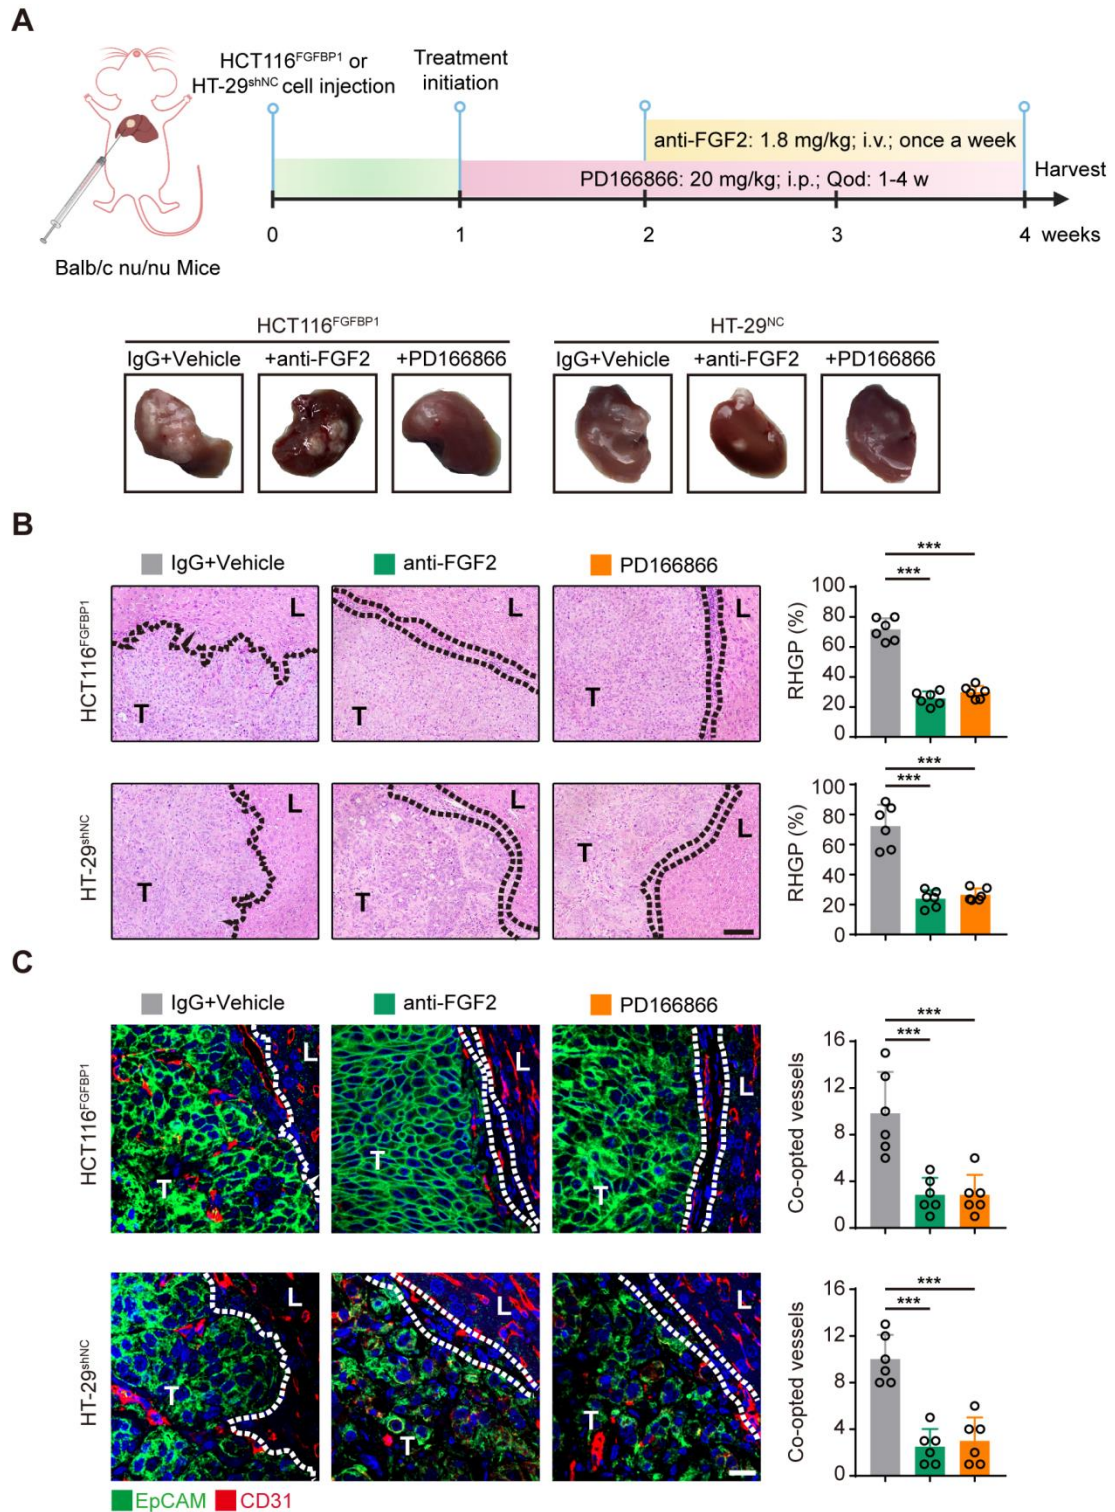 A
HCT116FGFBP1 or
HT-29shNC cell injection
Treatment
initiation
anti-FGF2: 1.8 mg/kg; i.v.; once a week
PD166866: 20 mg/kg; i.p.; Qod: 1-4 w
Harvest
0 1 2 3 4 weeks
Balb/c nu/nu Mice
HCT116FGFBP1 HT-29NC
IgG+Vehicle +anti-FGF2 +PD166866 IgG+Vehicle +anti-FGF2 +PD166866
B
IgG+Vehicle anti-FGF2 PD166866
HCT116FGFBP1
L
T
L
T
L
T
RHGP (%)
100
80
60
40
20
0
***
***
HT-29shNC
L
T
L
T
L
T
RHGP (%)
100
80
60
40
20
0
***
***
C
IgG+Vehicle anti-FGF2 PD166866
HCT116FGFBP1
L
T
L
T
L
T
Co-opted vessels
16
12
8
4
0
***
***
HT-29shNC
L
T
L
T
L
T
Co-opted vessels
16
12
8
4
0
***
***
EpCAM CD31